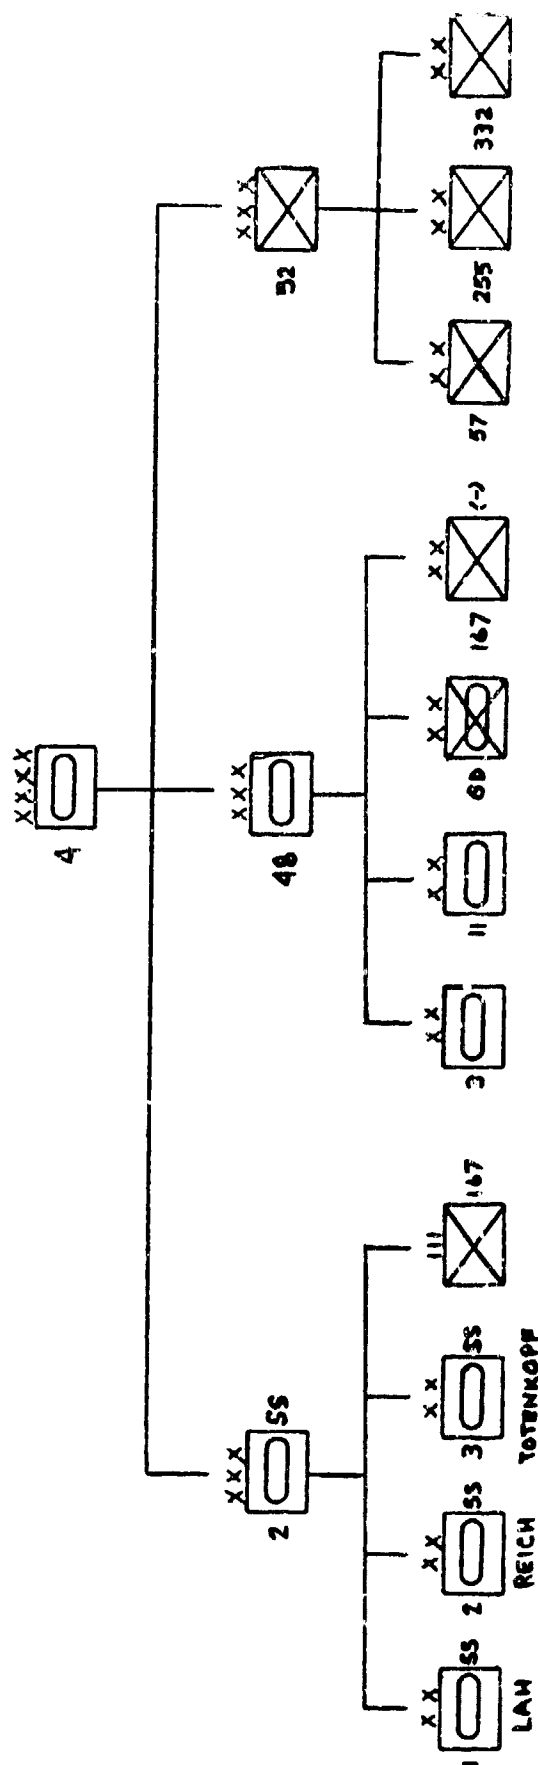 XXXX
4
XXX
2 SS
XXX
48
XXX
52
XX
1 SS
LAH
XX
2 SS
REICH
XX
3 SS
TOTENKOPF
III
167
XX
3
XX
11
XX
GD
XX
167 (-)
XX
57
XX
255
XX
332